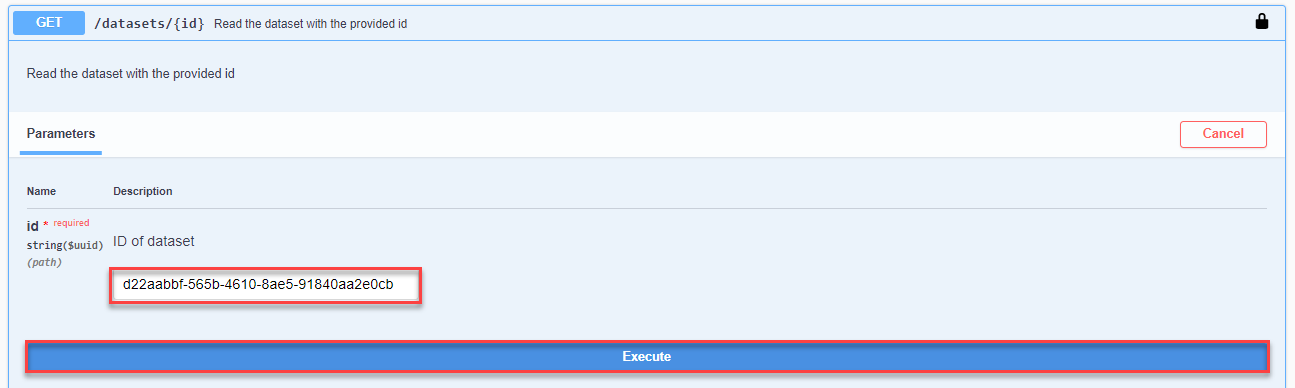 GET /datasets/{id} Read the dataset with the provided id
Read the dataset with the provided id
Parameters Cancel
Name Description
id * required
string($uuid) ID of dataset
(path)
d22aabbf-565b-4610-8ae5-91840aa2e0cb
Execute